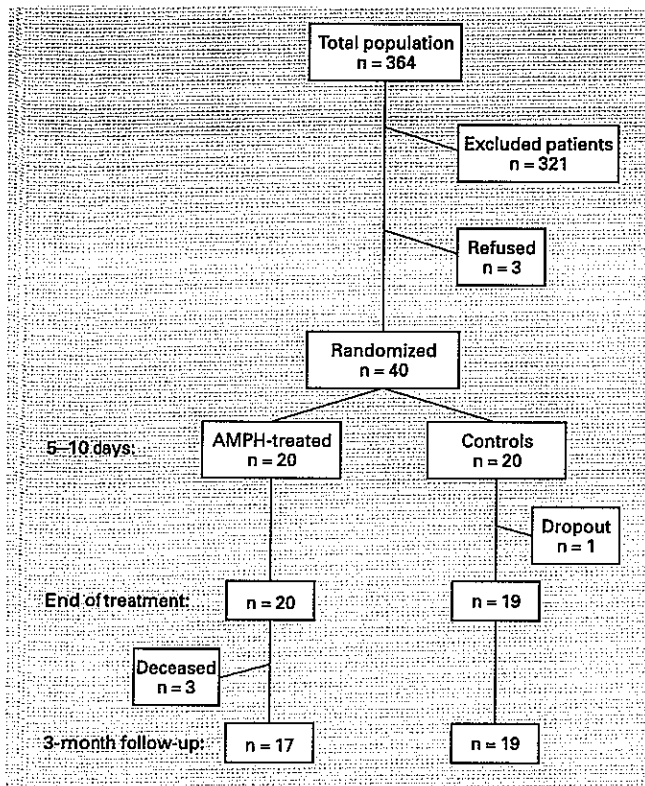 Total population
n = 364
Excluded patients
n = 321
Refused
n = 3
Randomized
n = 40
5–10 days:
AMPH-treated
n = 20
Controls
n = 20
Dropout
n = 1
End of treatment:
n = 20
n = 19
Deceased
n = 3
3-month follow-up:
n = 17
n = 19